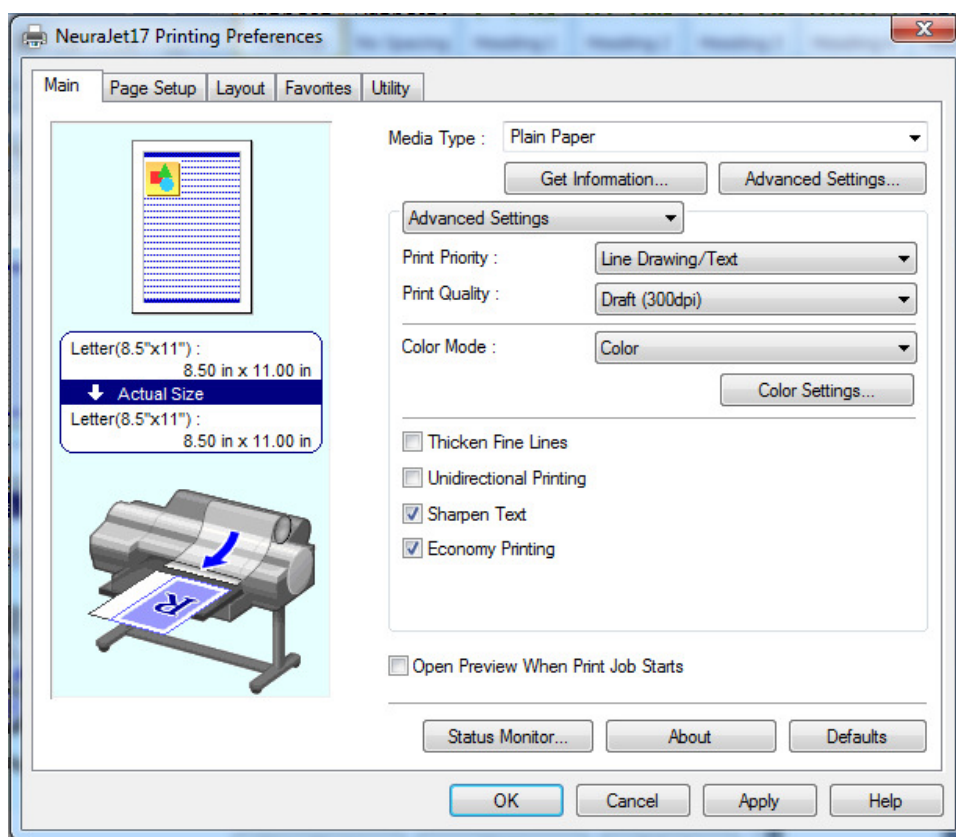 NeuraJet17 Printing Preferences
Main Page Setup Layout Favorites Utility
Media Type : Plain Paper
Get Information... Advanced Settings...
Advanced Settings
Print Priority : Line Drawing/Text
Print Quality : Draft (300dpi)
Color Mode : Color
Color Settings...
Letter(8.5"x11") :
8.50 in x 11.00 in
Actual Size
Letter(8.5"x11") :
8.50 in x 11.00 in
R
Thicken Fine Lines
Unidirectional Printing
Sharpen Text
Economy Printing
Open Preview When Print Job Starts
Status Monitor... About Defaults
OK Cancel Apply Help